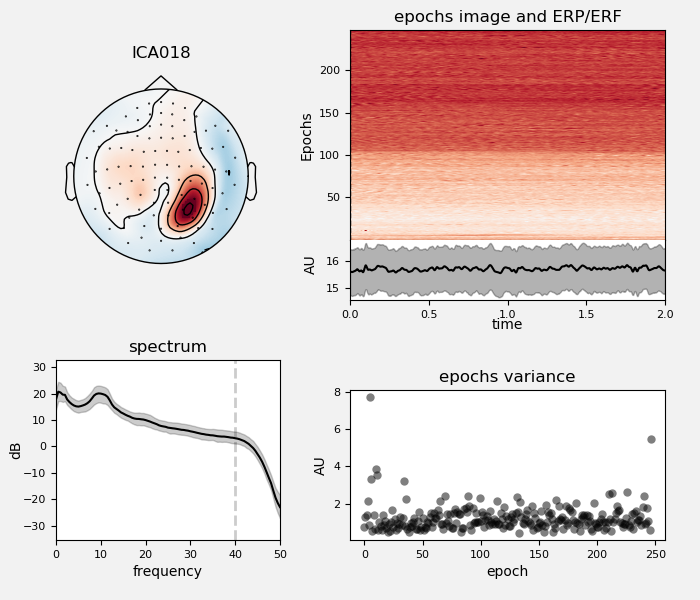 ICA018
epochs image and ERP/ERF
Epochs
200
150
100
50
AU
16
15
0.0 0.5 1.0 1.5 2.0
time
spectrum
dB
30
20
10
0
−10
−20
−30
0 10 20 30 40 50
frequency
epochs variance
AU
8
6
4
2
0 50 100 150 200 250
epoch